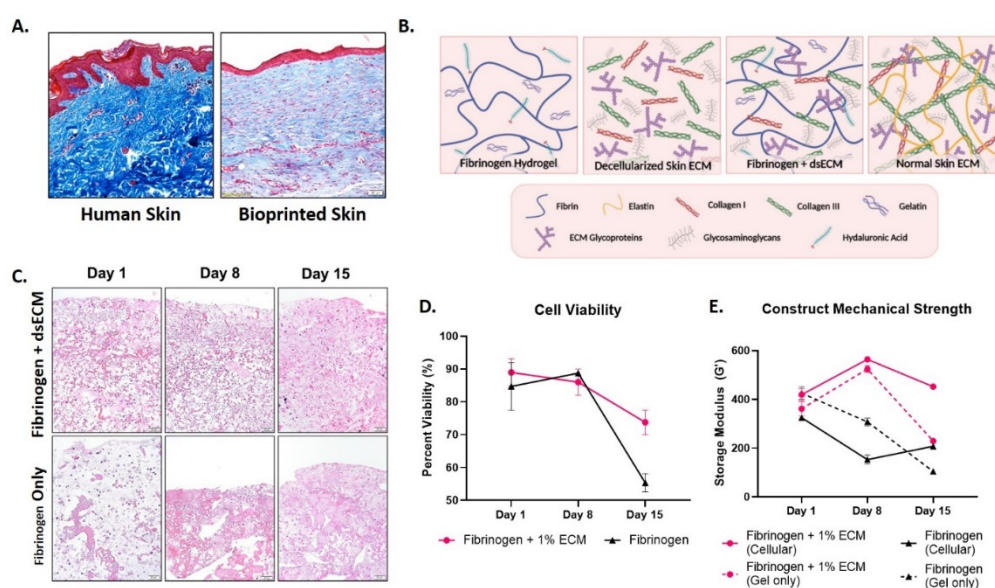 A.
Human Skin
Bioprinted Skin
B.
Fibrinogen Hydrogel
Decellularized Skin ECM
Fibrinogen + dsECM
Normal Skin ECM
Fibrin
Elastin
Collagen I
Collagen III
Gelatin
ECM Glycoproteins
Glycosaminoglycans
Hyaluronic Acid
C.
Day 1
Day 8
Day 15
Fibrinogen + dsECM
Fibrinogen Only
D.
Cell Viability
Percent Viability (%)
100
90
80
70
60
50
Day 1
Day 8
Day 15
Fibrinogen + 1% ECM
Fibrinogen
E.
Construct Mechanical Strength
Storage Modulus (G')
600
400
200
0
Day 1
Day 8
Day 15
Fibrinogen + 1% ECM
(Cellular)
Fibrinogen
(Cellular)
Fibrinogen + 1% ECM
(Gel only)
Fibrinogen
(Gel only)